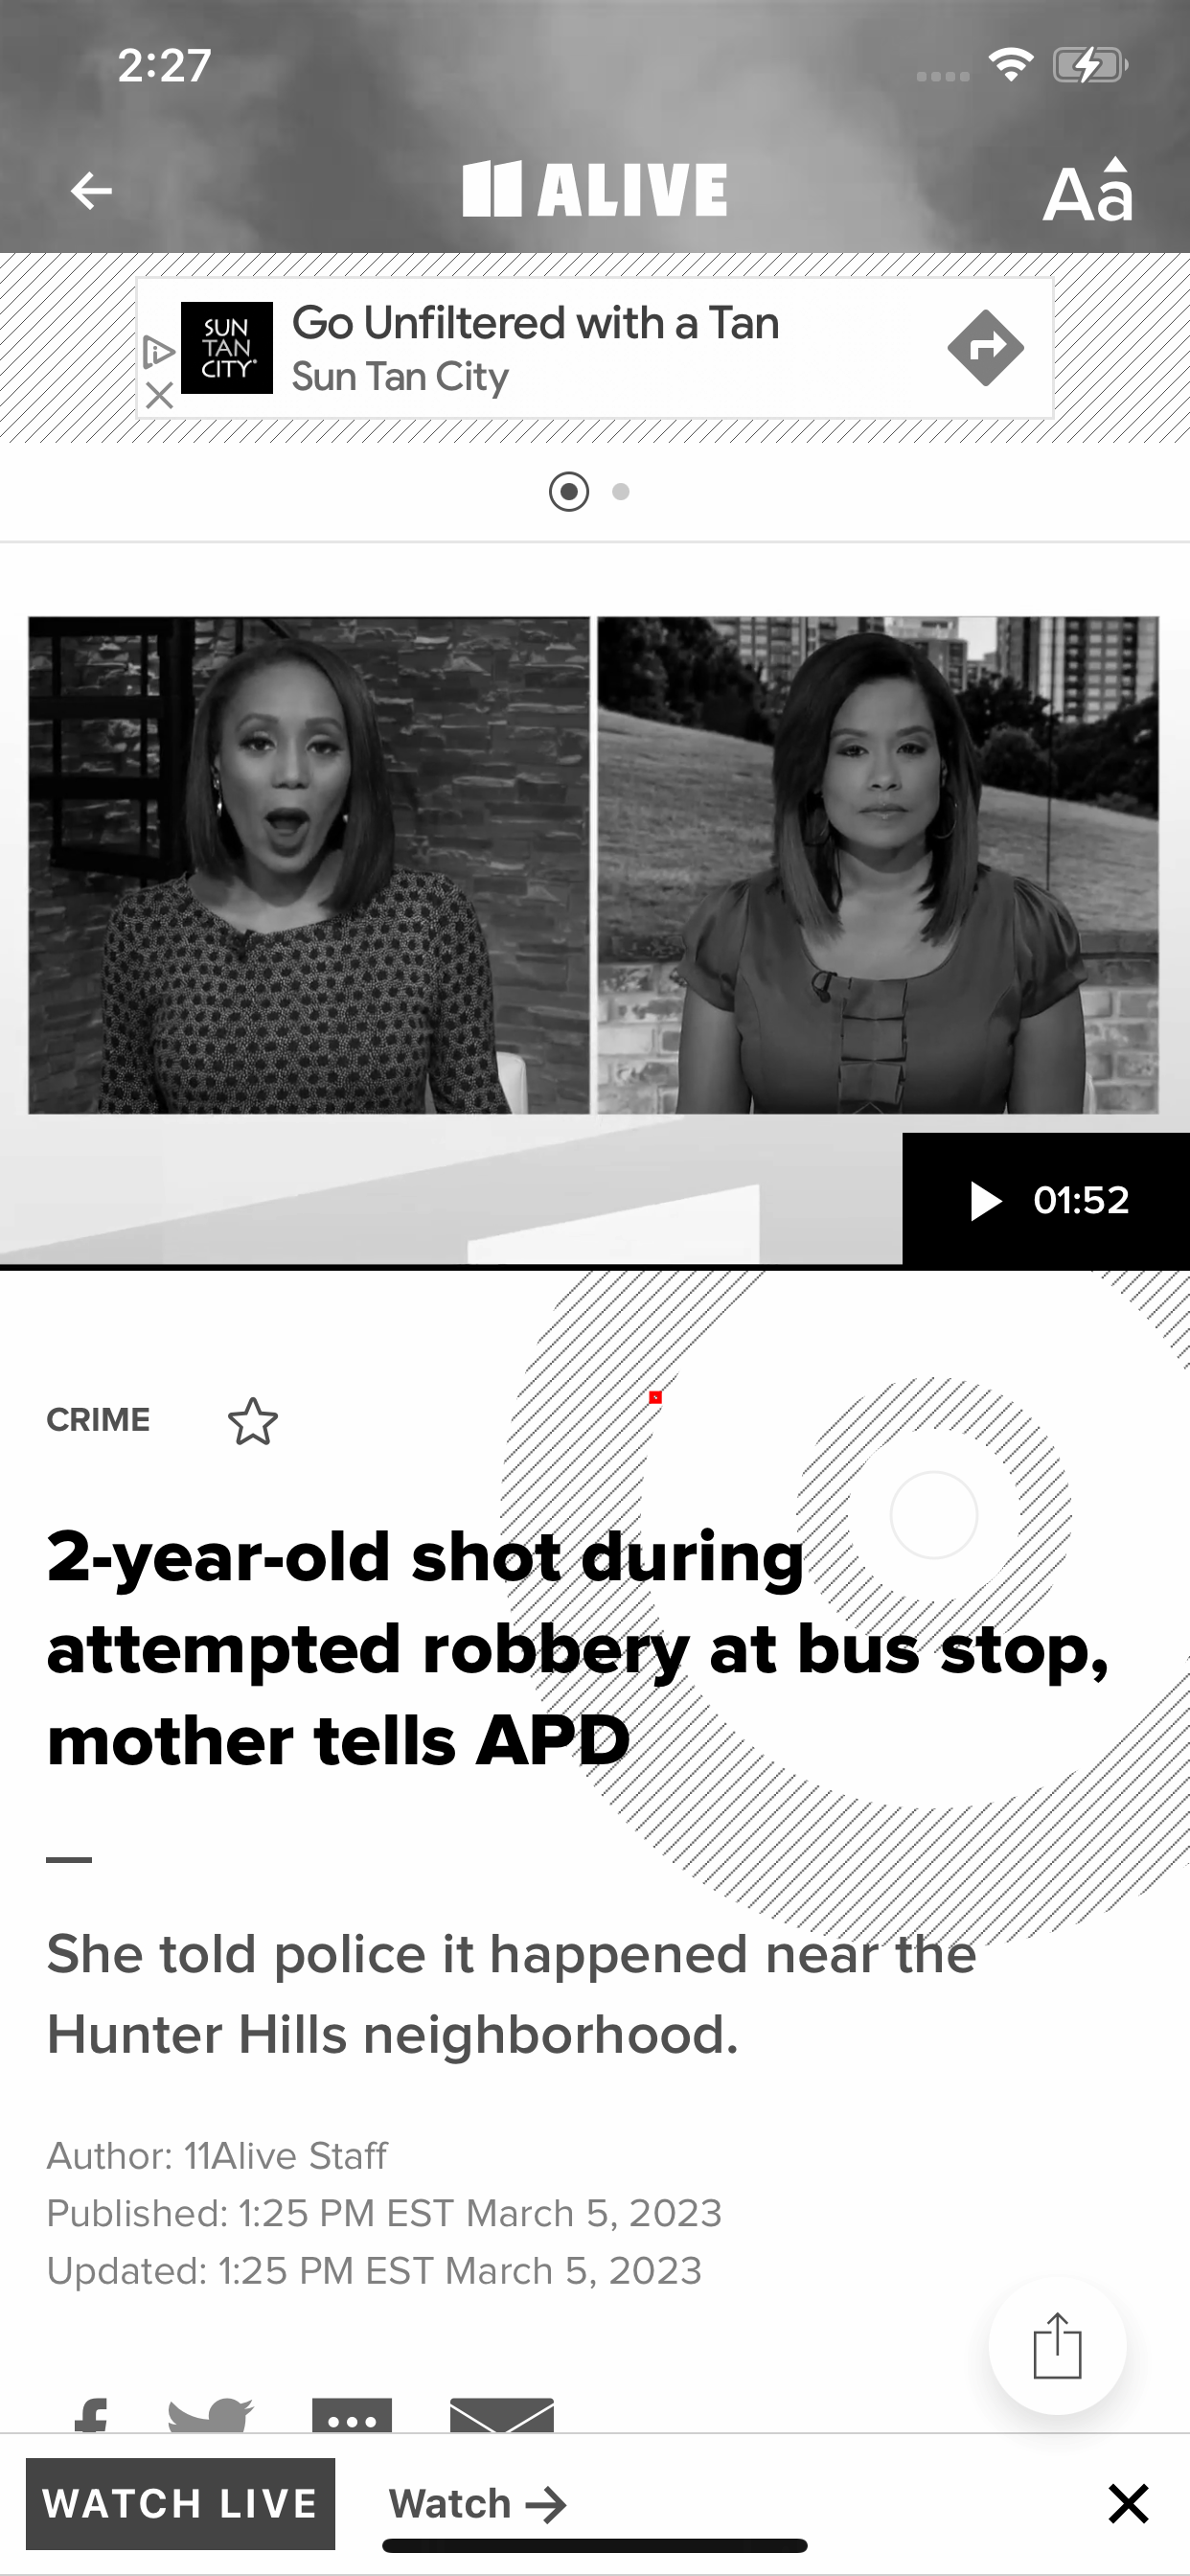 2:27
11 ALIVE
Aa
SUN
TAN
CITY
Go Unfiltered with a Tan
Sun Tan City
01:52
CRIME
2-year-old shot during
attempted robbery at bus stop,
mother tells APD
She told police it happened near the
Hunter Hills neighborhood.
Author: 11Alive Staff
Published: 1:25 PM EST March 5, 2023
Updated: 1:25 PM EST March 5, 2023
WATCH LIVE Watch →